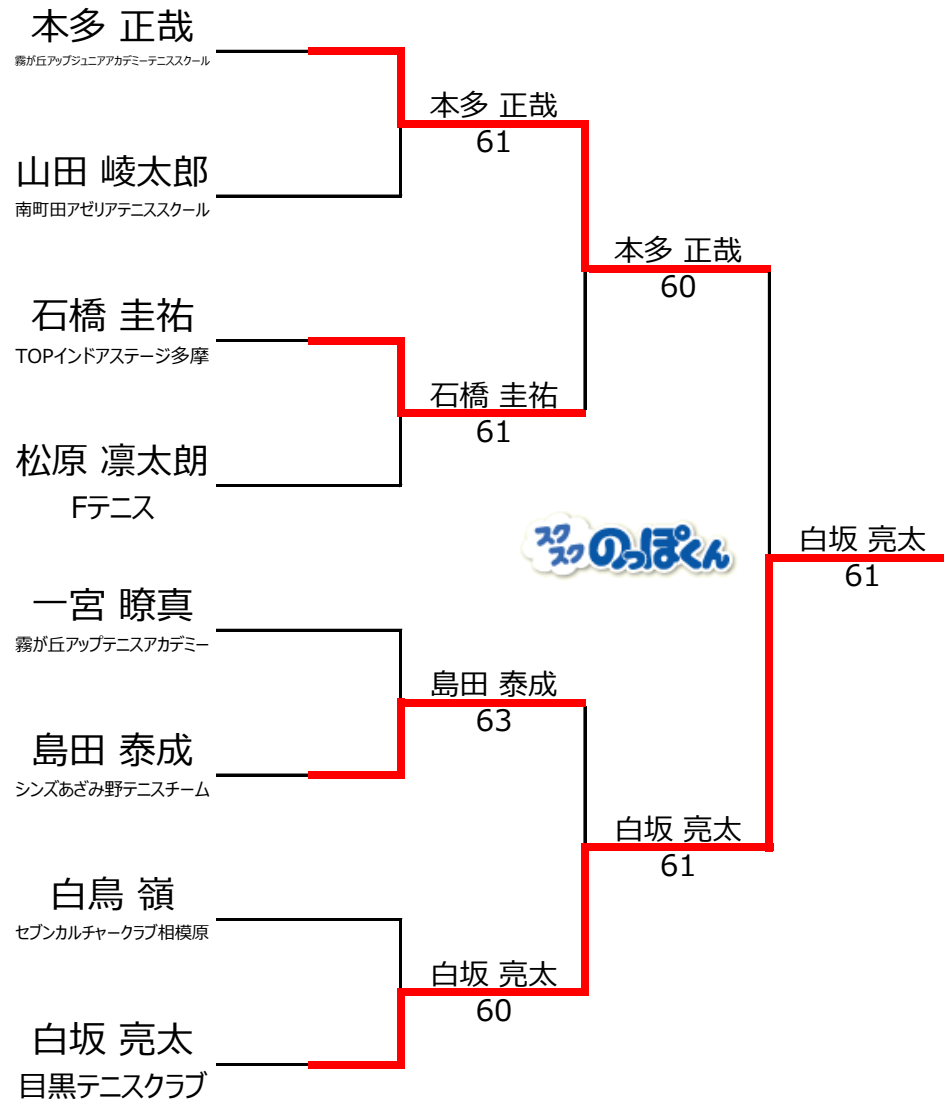 本多 正哉
霧が丘アップジュニアアカデミーテニススクール
本多 正哉
61
山田 崚太郎
南町田アゼリアテニススクール
本多 正哉
60
石橋 圭祐
TOPインドアステージ多摩
石橋 圭祐
61
松原 凛太朗
Fテニス
スクスク のっぽくん
白坂 亮太
61
一宮 瞭真
霧が丘アップテニスアカデミー
島田 泰成
63
島田 泰成
シンズあざみ野テニスチーム
白坂 亮太
61
白鳥 嶺
セブンカルチャークラブ相模原
白坂 亮太
60
白坂 亮太
目黒テニスクラブ